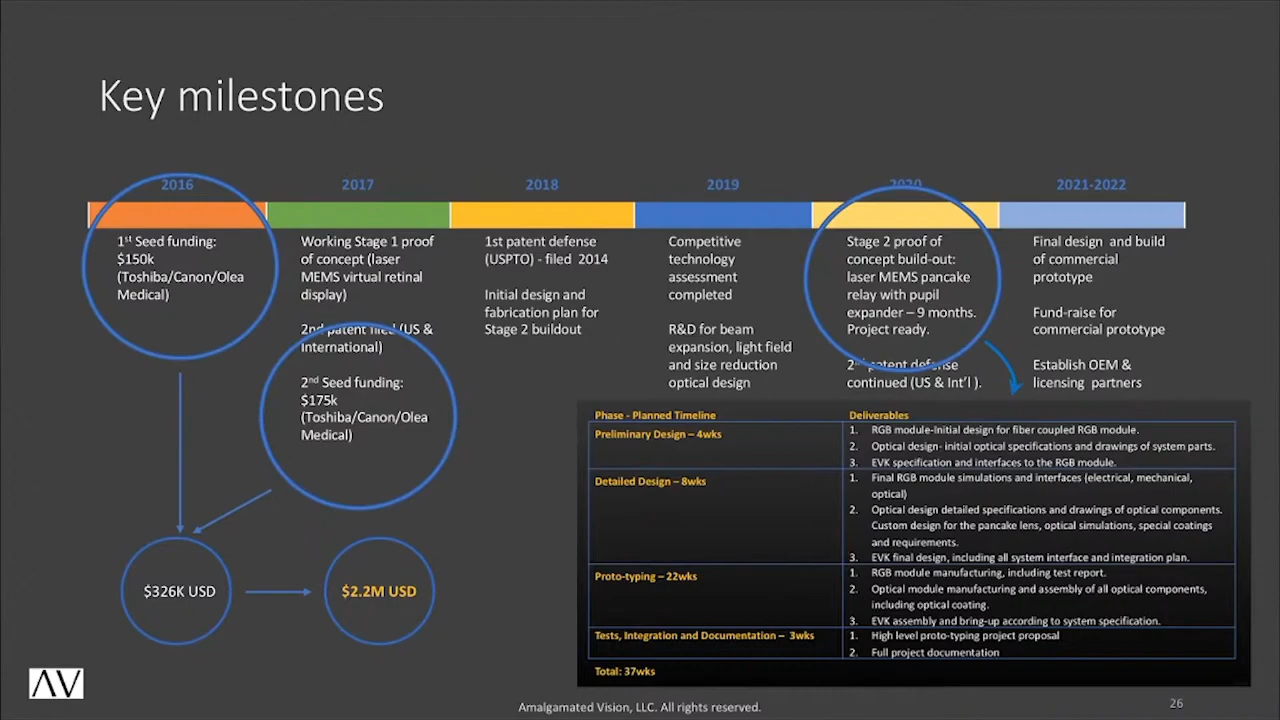 Key milestones
2016
2017
2018
2019
2020
2021-2022
1st Seed funding:
$150k
(Toshiba/Canon/Olea
Medical)
Working Stage 1 proof
of concept (laser
MEMS virtual retinal
display)
2nd patent filed (US &
International)
2nd Seed funding:
$175k
(Toshiba/Canon/Olea
Medical)
1st patent defense
(USPTO) - filed 2014
Initial design and
fabrication plan for
Stage 2 buildout
Competitive
technology
assessment
completed
R&D for beam
expansion, light field
and size reduction
optical design
Stage 2 proof of
concept build-out:
laser MEMS pancake
relay with pupil
expander – 9 months.
Project ready.
2nd patent defense
continued (US & Int'l ).
Final design and build
of commercial
prototype
Fund-raise for
commercial prototype
Establish OEM &
licensing partners
$326K USD
$2.2M USD
Phase - Planned Timeline
Deliverables
Preliminary Design – 4wks
1. RGB module-Initial design for fiber coupled RGB module.
2. Optical design- initial optical specifications and drawings of system parts.
3. EVK specification and interfaces to the RGB module.
Detailed Design – 8wks
1. Final RGB module simulations and interfaces (electrical, mechanical,
optical)
2. Optical design detailed specifications and drawings of optical components.
Custom design for the pancake lens, optical simulations, special coatings
and requirements.
3. EVK final design, including all system interface and integration plan.
Proto-typing – 22wks
1. RGB module manufacturing, including test report.
2. Optical module manufacturing and assembly of all optical components,
including optical coating.
3. EVK assembly and bring-up according to system specification.
Tests, Integration and Documentation – 3wks
1. High level proto-typing project proposal
2. Full project documentation
Total: 37wks
AV
Amalgamated Vision, LLC. All rights reserved.
26